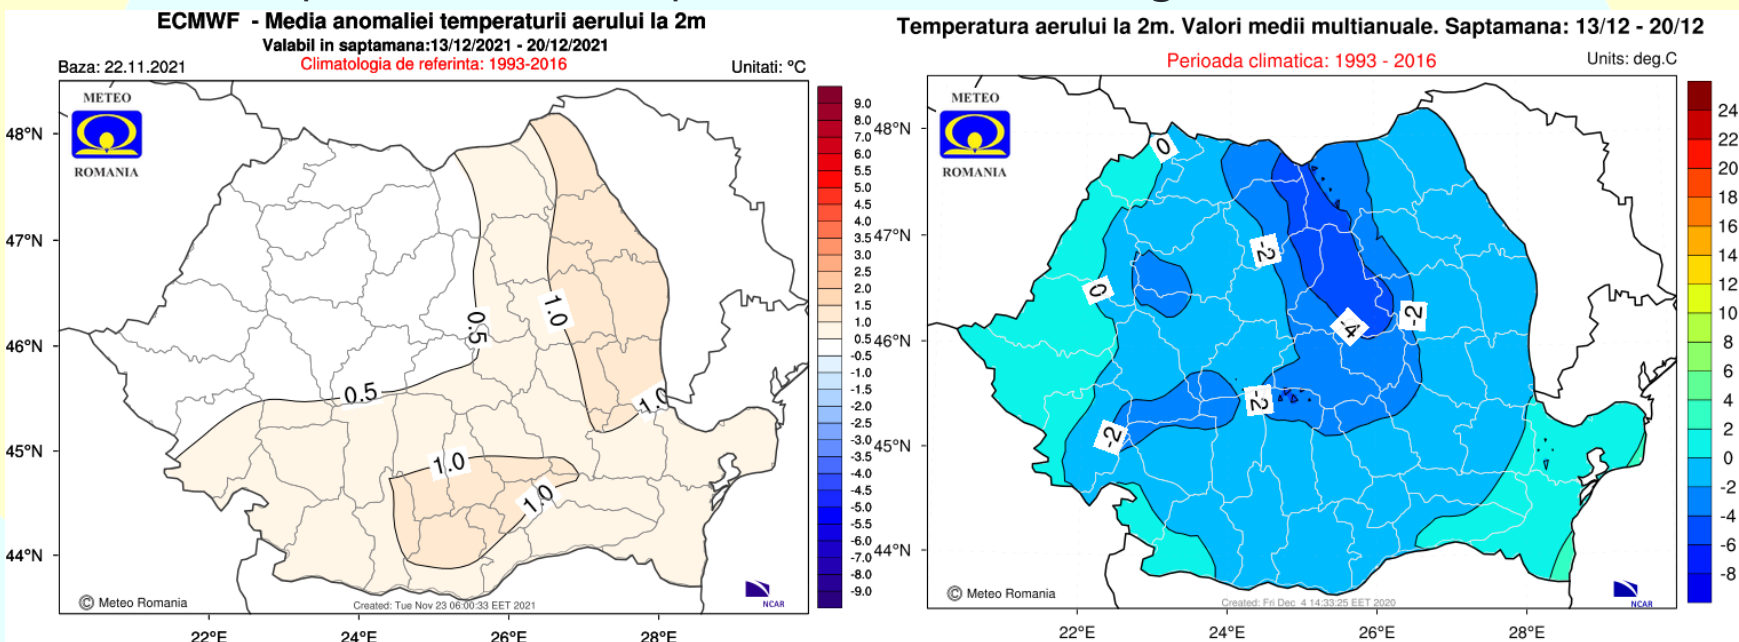 ECMWF - Media anomaliei temperaturii aerului la 2m
Valabil in saptamana:13/12/2021 - 20/12/2021
Climatologia de referinta: 1993-2016
Baza: 22.11.2021
Unitati: °C
METEO
ROMANIA
48°N
47°N
46°N
45°N
44°N
0.5
0.5
1.0
1.0
1.0
1.0
9.0
8.0
7.0
6.0
5.5
5.0
4.5
4.0
3.5
3.0
2.5
2.0
1.5
1.0
0.5
-0.5
-1.0
-1.5
-2.0
-2.5
-3.0
-3.5
-4.0
-4.5
-5.0
-5.5
-6.0
-7.0
-8.0
-9.0
© Meteo Romania
Created: Tue Nov 23 06:00:33 EET 2021
NCAR
22°E
24°E
26°E
28°E
Temperatura aerului la 2m. Valori medii multianuale. Saptamana: 13/12 - 20/12
Perioada climatica: 1993 - 2016
Units: deg.C
METEO
ROMANIA
48°N
47°N
46°N
45°N
44°N
0
0
-2
-2
-4
-2
-2
24
22
20
18
16
14
12
10
8
6
4
2
0
-2
-4
-6
-8
© Meteo Romania
Created: Fri Dec 4 14:33:25 EET 2020
NCAR
22°E
24°E
26°E
28°E